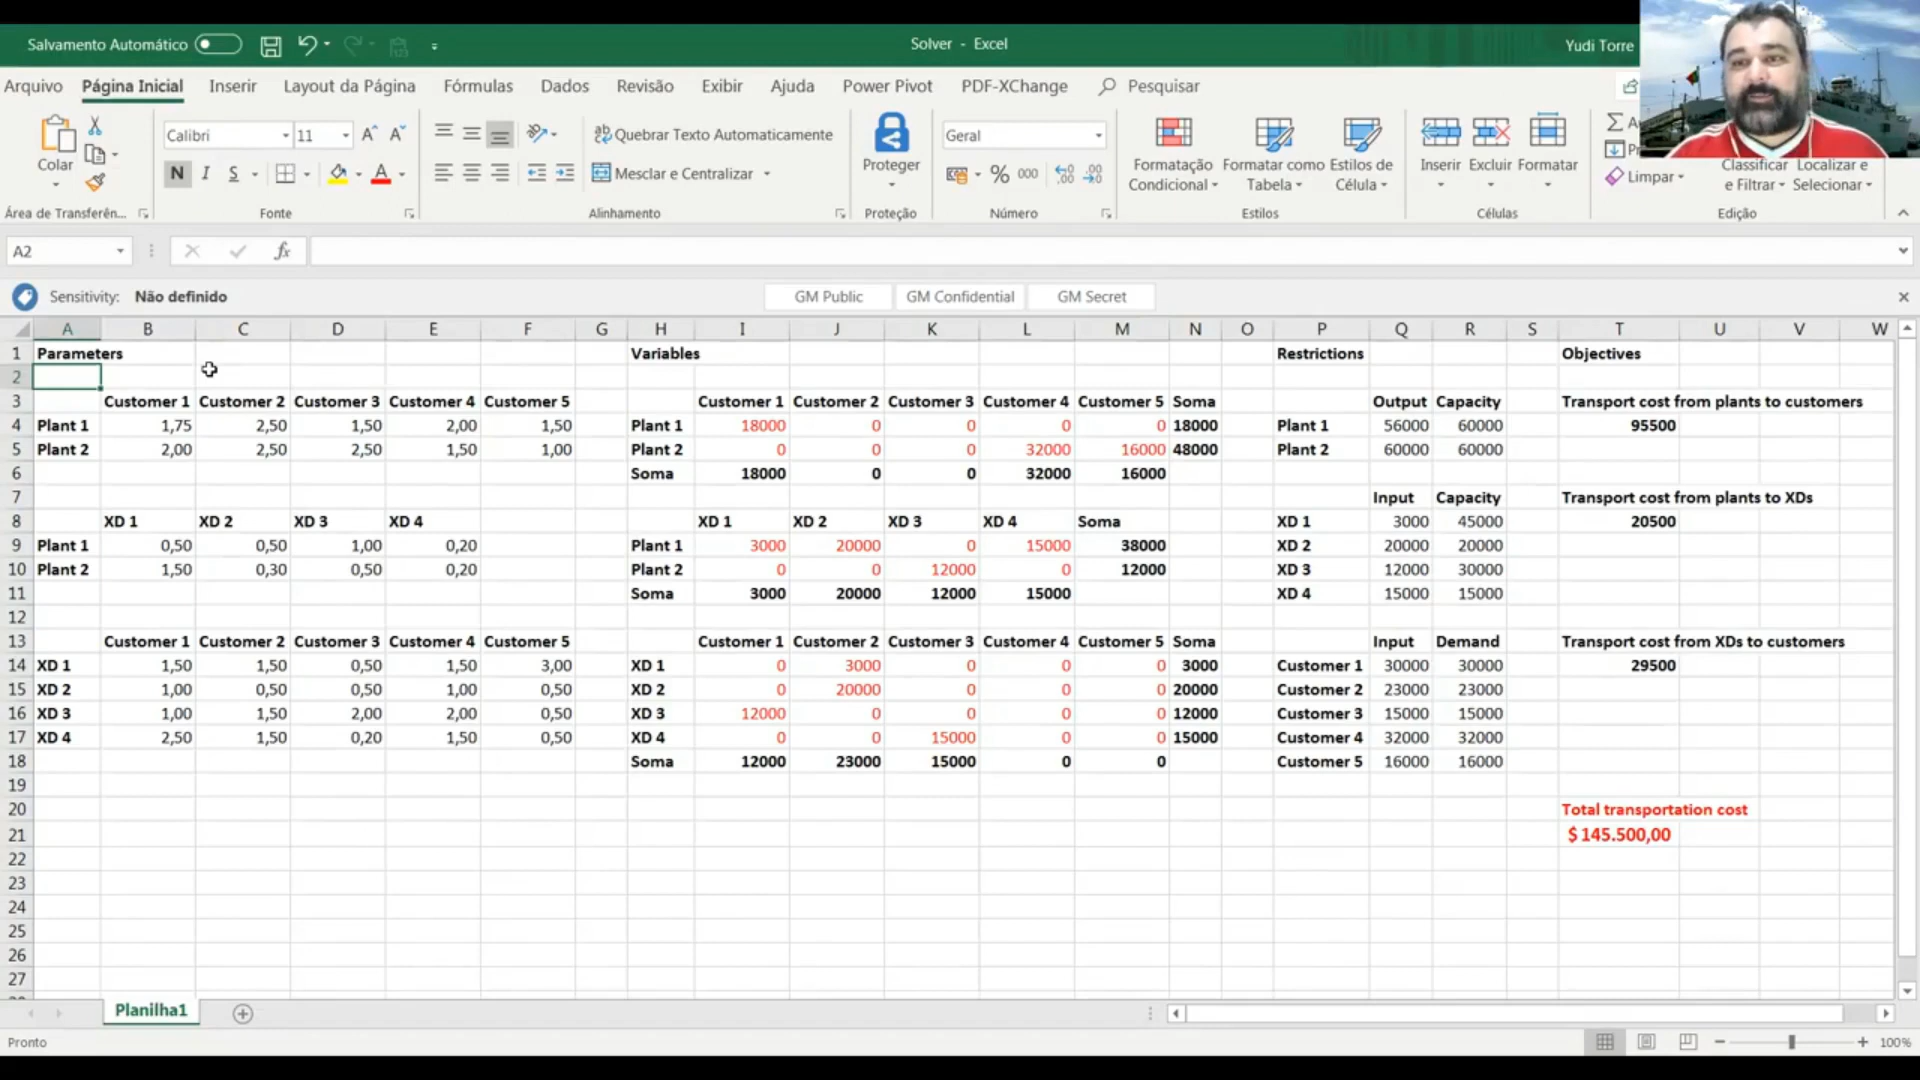 Salvamento Automático
Solver - Excel
Yudi Torre
Arquivo Página Inicial Inserir Layout da Página Fórmulas Dados Revisão Exibir Ajuda Power Pivot PDF-XChange Pesquisar
Colar
Calibri 11
N I S
Quebrar Texto Automaticamente
Mesclar e Centralizar
Proteger
Geral
% 000
Formatação Condicional
Formatar como Tabela
Estilos de Célula
Inserir Excluir Formatar
Limpar
Classificar e Filtrar
Localizar e Selecionar
Área de Transferên... Fonte Alinhamento Proteção Número Estilos Células Edição
A2 fx
Sensitivity: Não definido GM Public GM Confidential GM Secret
A B C D E F G H I J K L M N O P Q R S T U V W
1 Parameters Variables Restrictions Objectives
2
3 Customer 1 Customer 2 Customer 3 Customer 4 Customer 5 Customer 1 Customer 2 Customer 3 Customer 4 Customer 5 Soma Output Capacity Transport cost from plants to customers
4 Plant 1 1,75 2,50 1,50 2,00 1,50 Plant 1 18000 0 0 0 0 18000 Plant 1 56000 60000 95500
5 Plant 2 2,00 2,50 2,50 1,50 1,00 Plant 2 0 0 0 32000 16000 48000 Plant 2 60000 60000
6 Soma 18000 0 0 32000 16000
7 Input Capacity Transport cost from plants to XDs
8 XD 1 XD 2 XD 3 XD 4 XD 1 XD 2 XD 3 XD 4 Soma XD 1 3000 45000 20500
9 Plant 1 0,50 0,50 1,00 0,20 Plant 1 3000 20000 0 15000 38000 XD 2 20000 20000
10 Plant 2 1,50 0,30 0,50 0,20 Plant 2 0 0 12000 0 12000 XD 3 12000 30000
11 Soma 3000 20000 12000 15000 XD 4 15000 15000
12
13 Customer 1 Customer 2 Customer 3 Customer 4 Customer 5 Customer 1 Customer 2 Customer 3 Customer 4 Customer 5 Soma Input Demand Transport cost from XDs to customers
14 XD 1 1,50 1,50 0,50 1,50 3,00 XD 1 0 3000 0 0 0 3000 Customer 1 30000 30000 29500
15 XD 2 1,00 0,50 0,50 1,00 0,50 XD 2 0 20000 0 0 0 20000 Customer 2 23000 23000
16 XD 3 1,00 1,50 2,00 2,00 0,50 XD 3 12000 0 0 0 0 12000 Customer 3 15000 15000
17 XD 4 2,50 1,50 0,20 1,50 0,50 XD 4 0 0 15000 0 0 15000 Customer 4 32000 32000
18 Soma 12000 23000 15000 0 0 Customer 5 16000 16000
19
20 Total transportation cost
21 $ 145.500,00
22
23
24
25
26
27
Planilha1
Pronto
100%